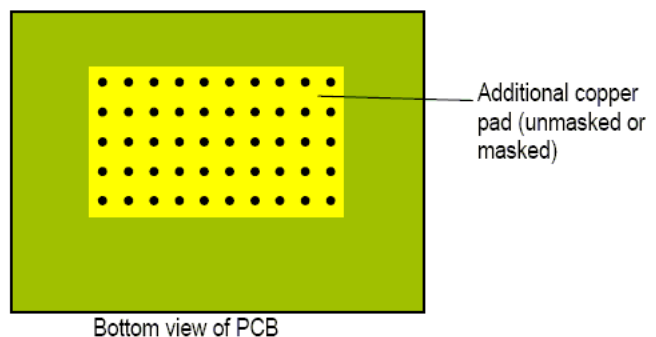 Additional copper
pad (unmasked or
masked)
Bottom view of PCB